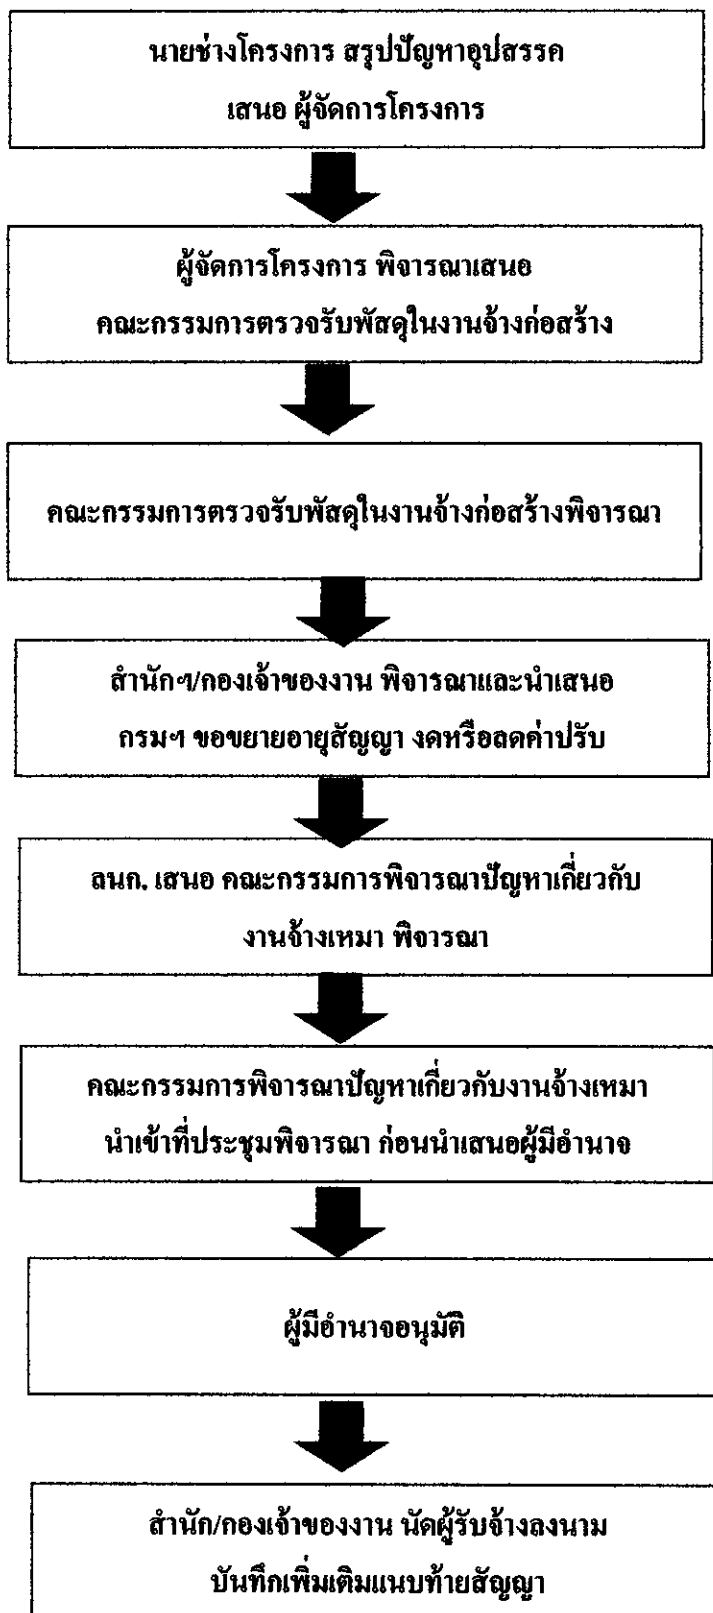 นายช่างโครงการ สรุปปัญหาอุปสรรค
เสนอ ผู้จัดการโครงการ
ผู้จัดการโครงการ พิจารณาเสนอ
คณะกรรมการตรวจรับพัสดุในงานจ้างก่อสร้าง
คณะกรรมการตรวจรับพัสดุในงานจ้างก่อสร้างพิจารณา
สำนักฯ/กองเจ้าของงาน พิจารณาและนำเสนอ
กรมฯ ขอขยายอายุสัญญา งดหรือลดค่าปรับ
ลนก. เสนอ คณะกรรมการพิจารณาปัญหาเกี่ยวกับ
งานจ้างเหมา พิจารณา
คณะกรรมการพิจารณาปัญหาเกี่ยวกับงานจ้างเหมา
นำเข้าที่ประชุมพิจารณา ก่อนนำเสนอผู้มีอำนาจ
ผู้มีอำนาจอนุมัติ
สำนัก/กองเจ้าของงาน นัดผู้รับจ้างลงนาม
บันทึกเพิ่มเติมแนบท้ายสัญญา